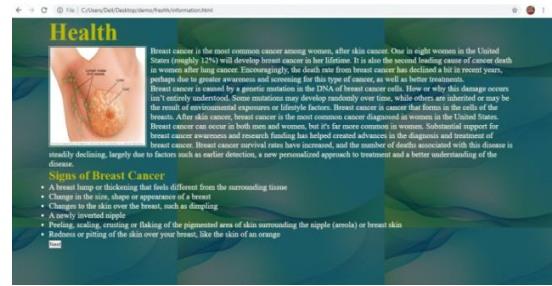 File | C:/Users/Dell/Desktop/demo/health/information.html
Health
Breast cancer is the most common cancer among women, after skin cancer. One in eight women in the United
States (roughly 12%) will develop breast cancer in her lifetime. It is also the second leading cause of cancer death
in women after lung cancer. Encouragingly, the death rate from breast cancer has declined a bit in recent years,
perhaps due to greater awareness and screening for this type of cancer, as well as better treatments.
Breast cancer is caused by a genetic mutation in the DNA of breast cancer cells. How or why this damage occurs
isn't entirely understood. Some mutations may develop randomly over time, while others are inherited or may be
the result of environmental exposures or lifestyle factors. Breast cancer is cancer that forms in the cells of the
breasts. After skin cancer, breast cancer is the most common cancer diagnosed in women in the United States.
Breast cancer can occur in both men and women, but it's far more common in women. Substantial support for
breast cancer awareness and research funding has helped created advances in the diagnosis and treatment of
breast cancer. Breast cancer survival rates have increased, and the number of deaths associated with this disease is
steadily declining, largely due to factors such as earlier detection, a new personalized approach to treatment and a better understanding of the
disease.
Signs of Breast Cancer
A breast lump or thickening that feels different from the surrounding tissue
Change in the size, shape or appearance of a breast
Changes to the skin over the breast, such as dimpling
A newly inverted nipple
Peeling, scaling, crusting or flaking of the pigmented area of skin surrounding the nipple (areola) or breast skin
Redness or pitting of the skin over your breast, like the skin of an orange